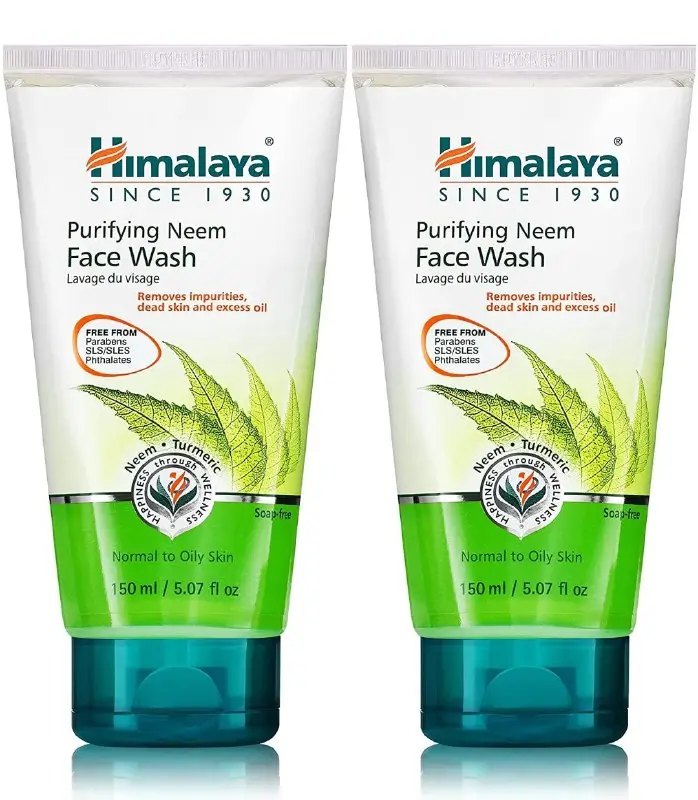 Himalaya®
SINCE 1930
Purifying Neem
Face Wash
Lavage du visage
Removes impurities,
dead skin and excess oil
FREE FROM
Parabens
SLS/SLES
Phthalates
Neem • Turmeric
HAPPINESS through WELLNESS
Soap-free
Normal to Oily Skin
150 ml / 5.07 fl oz
Himalaya®
SINCE 1930
Purifying Neem
Face Wash
Lavage du visage
Removes impurities,
dead skin and excess oil
FREE FROM
Parabens
SLS/SLES
Phthalates
Neem • Turmeric
HAPPINESS through WELLNESS
Soap-free
Normal to Oily Skin
150 ml / 5.07 fl oz